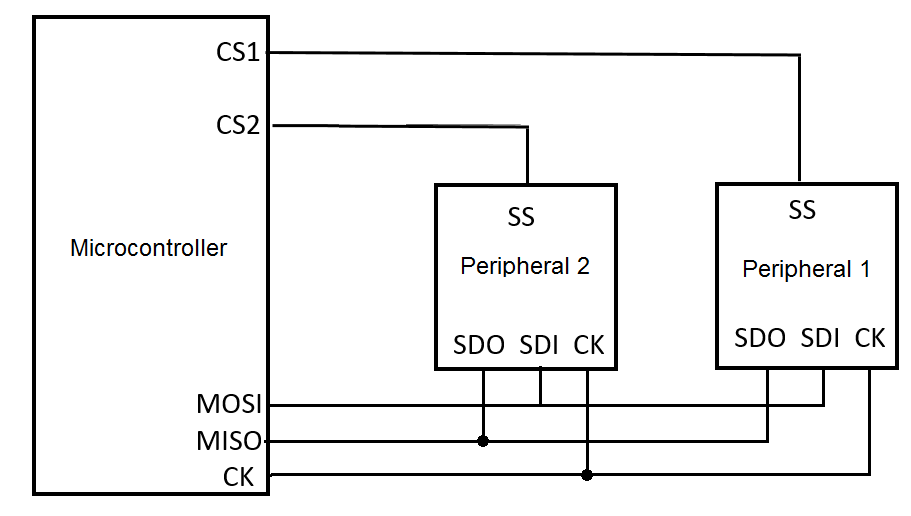 CS1
CS2
Microcontroller
MOSI
MISO
CK
SS
Peripheral 2
SDO SDI CK
SS
Peripheral 1
SDO SDI CK